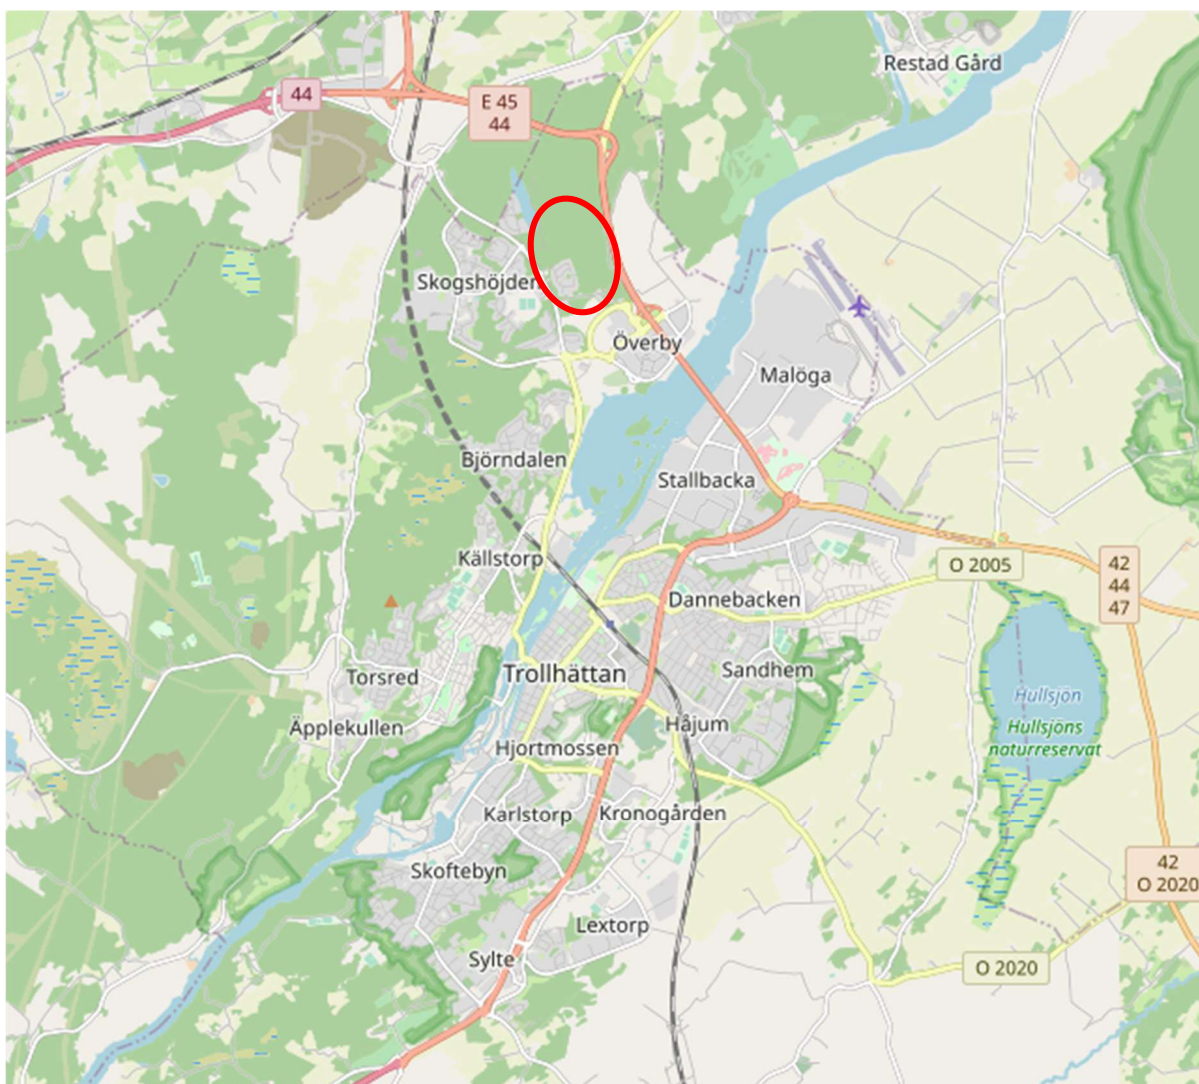 Restad Gård
44
E 45
44
Skogshöjden
Överby
Malöga
Björndalen
Stallbacka
Källstorp
O 2005
42
44
47
Dannebacken
Trollhättan
Sandhem
Torsred
Hullsjön
Äpplekullen
Håjum
Hullsjöns
naturreservat
Hjortmossen
Karlstorp
Kronogården
Skoftebyn
42
O 2020
Lextorp
Sylte
O 2020